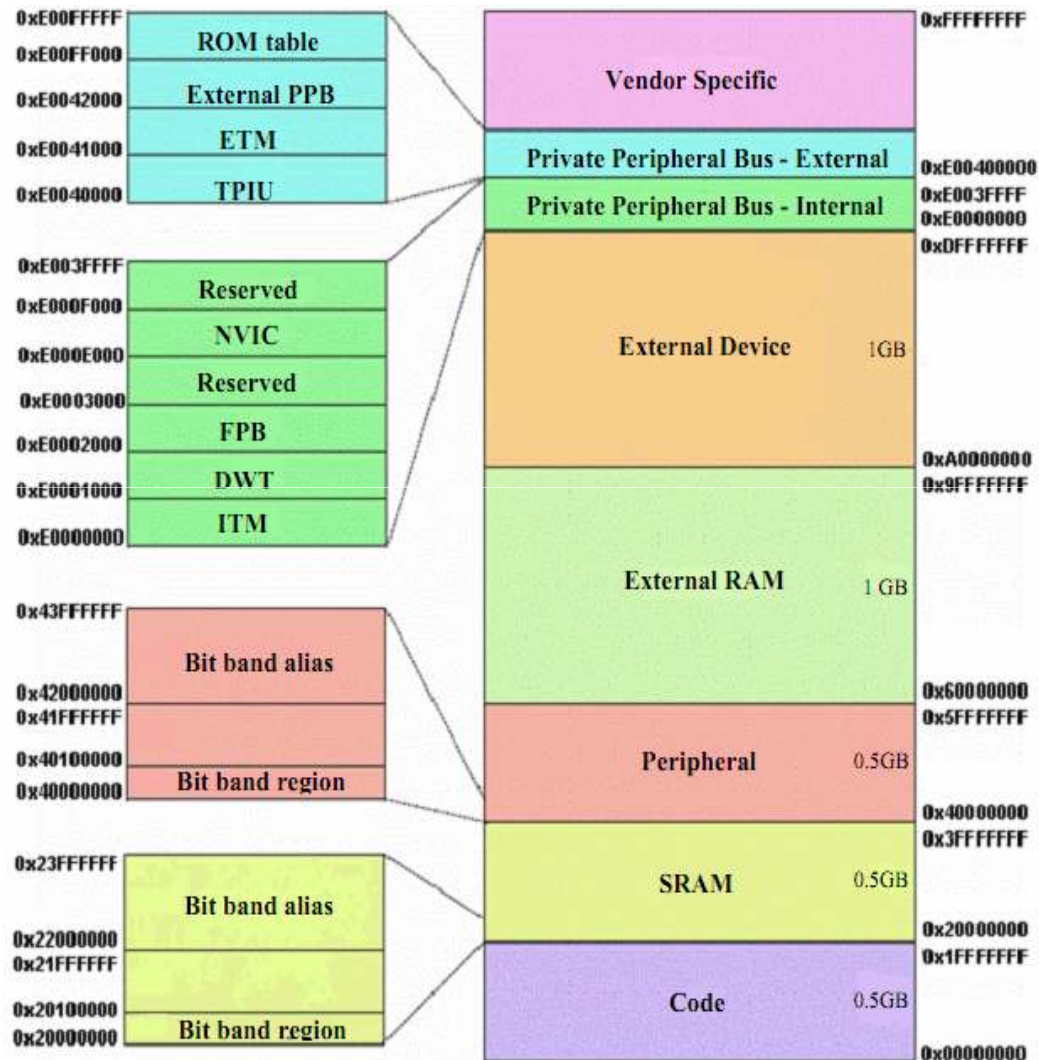 0xE00FFFFF
ROM table
0xE00FF000
External PPB
0xE0042000
ETM
0xE0041000
TPIU
0xE0040000
0xE003FFFF
Reserved
0xE000F000
NVIC
0xE000E000
Reserved
0xE0003000
FPB
0xE0002000
DWT
0xE0001000
ITM
0xE0000000
0x43FFFFFF
Bit band alias
0x42000000
0x41FFFFFF
0x40100000
Bit band region
0x40000000
0x23FFFFFF
Bit band alias
0x22000000
0x21FFFFFF
0x20100000
Bit band region
0x20000000
0xFFFFFFFF
Vendor Specific
Private Peripheral Bus - External
0xE00400000
0xE003FFFF
Private Peripheral Bus - Internal
0xE0000000
0xDFFFFFFF
External Device 1GB
0xA0000000
0x9FFFFFFF
External RAM 1 GB
0x60000000
0x5FFFFFFF
Peripheral 0.5GB
0x40000000
0x3FFFFFFF
SRAM 0.5GB
0x20000000
0x1FFFFFFF
Code 0.5GB
0x00000000